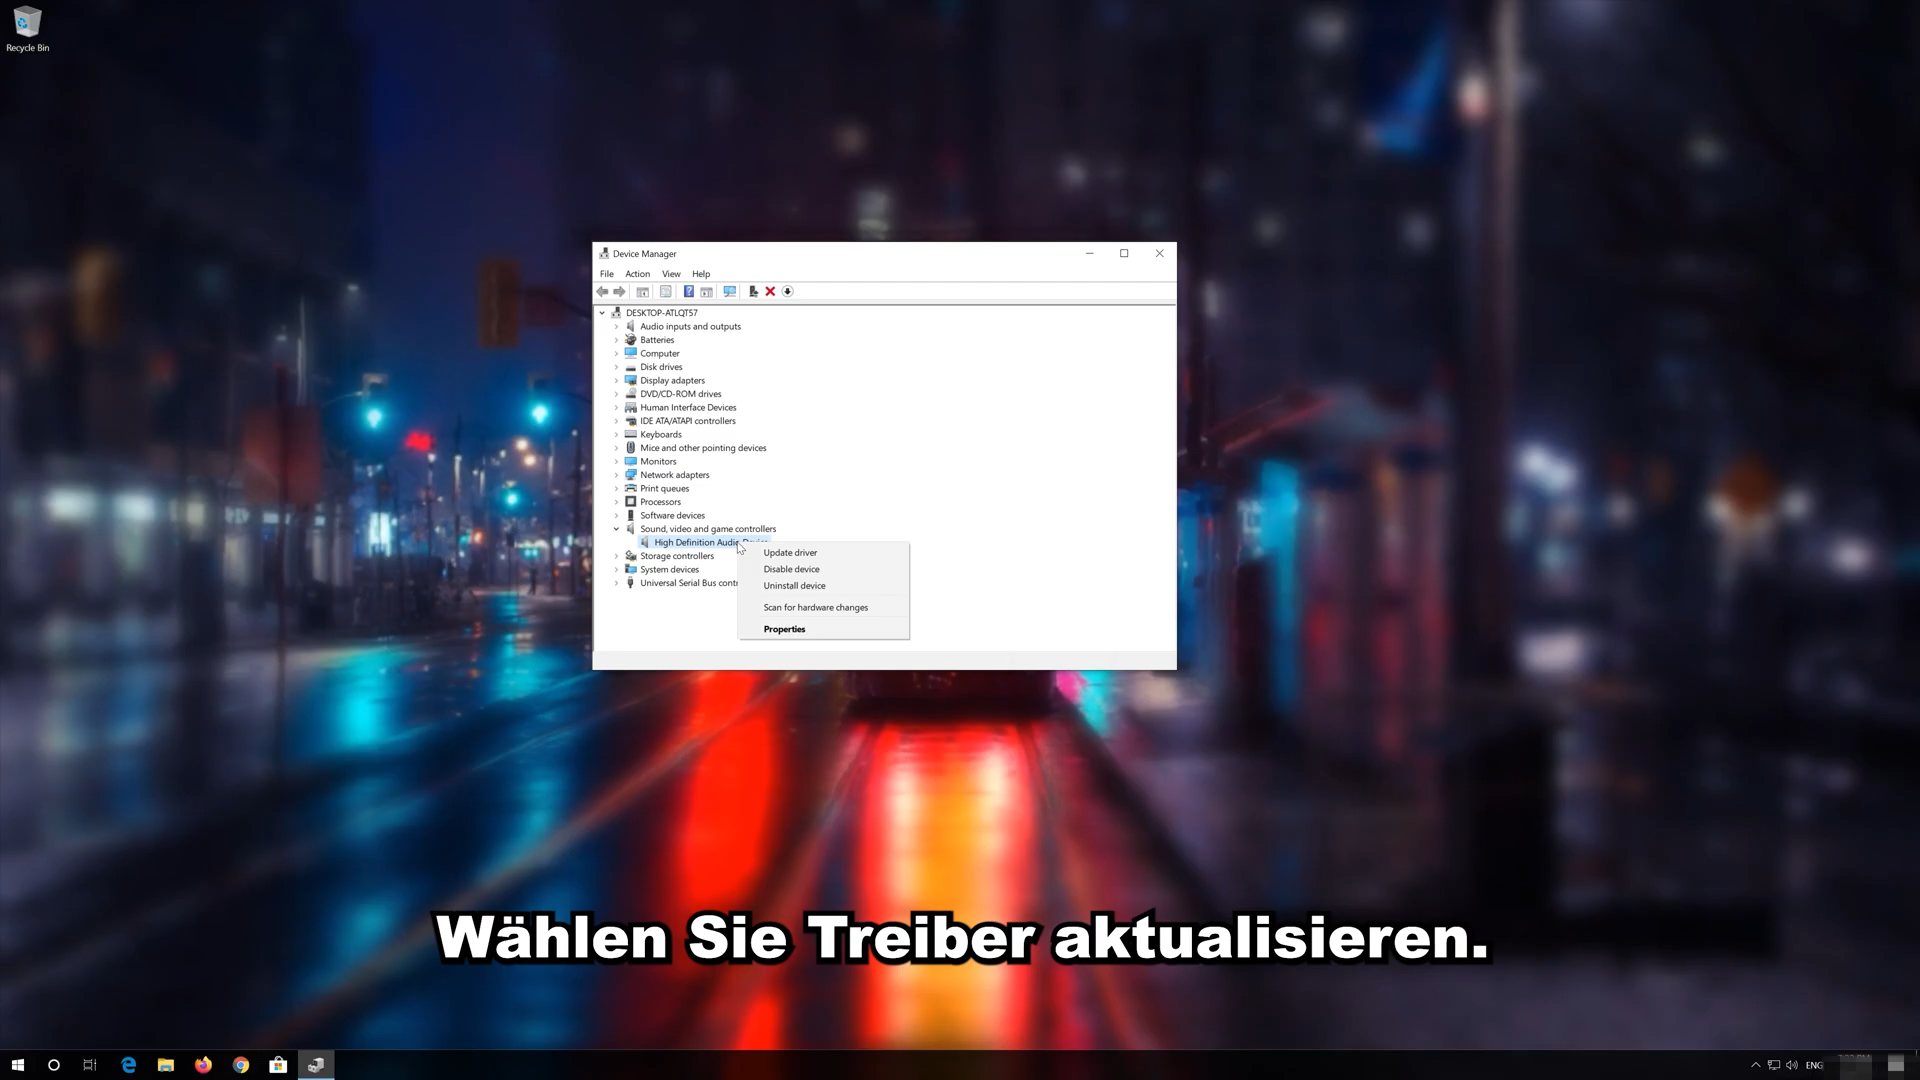 Recycle Bin
Device Manager
File Action View Help
DESKTOP-ATLQT57
Audio inputs and outputs
Batteries
Computer
Disk drives
Display adapters
DVD/CD-ROM drives
Human Interface Devices
IDE ATA/ATAPI controllers
Keyboards
Mice and other pointing devices
Monitors
Network adapters
Print queues
Processors
Software devices
Sound, video and game controllers
High Definition Audio Device
Storage controllers
System devices
Universal Serial Bus contr
Update driver
Disable device
Uninstall device
Scan for hardware changes
Properties
Wählen Sie Treiber aktualisieren.
ENG